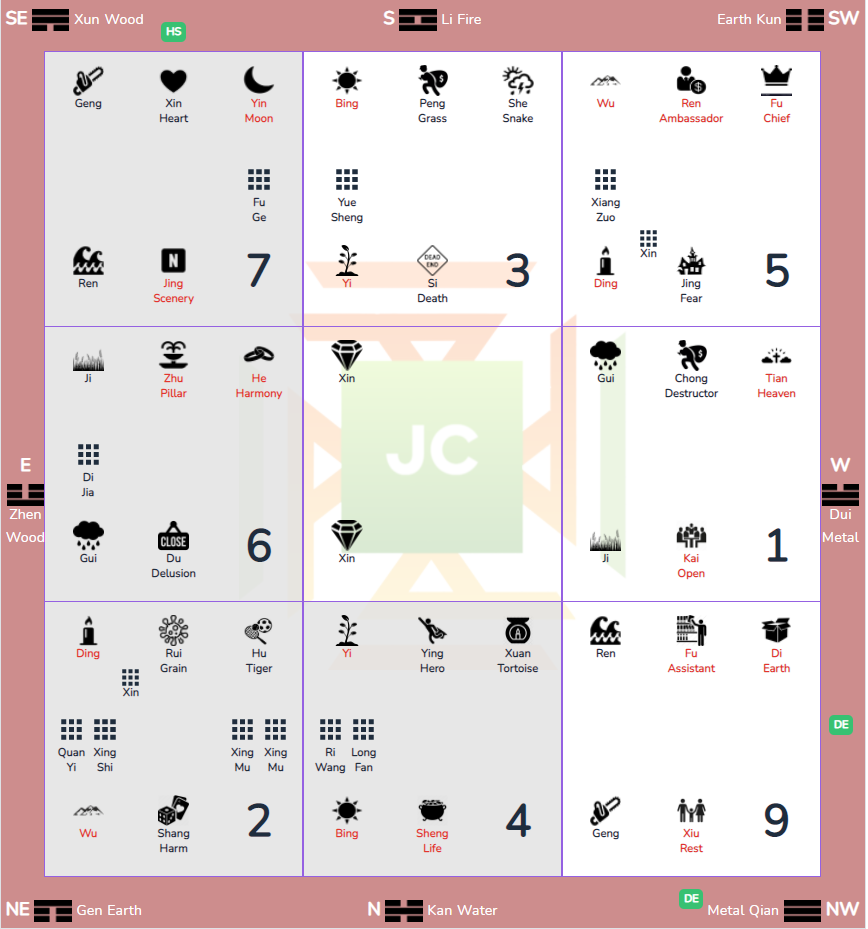 SE Xun Wood
HS
S Li Fire
Earth Kun SW
Geng
Xin
Heart
Yin
Moon
Fu
Ge
Ren
N
Jing
Scenery
7
Bing
Peng
Grass
She
Snake
Yue
Sheng
Yi
DEAD
END
Si
Death
3
Wu
Ren
Ambassador
Fu
Chief
Xiang
Zuo
Xin
Ding
Jing
Fear
5
E
Zhen
Wood
Ji
Zhu
Pillar
He
Harmony
Di
Jia
Gui
CLOSE
Du
Delusion
6
Xin
JC
Xin
Gui
Chong
Destructor
Tian
Heaven
Ji
Kai
Open
1
W
Dui
Metal
Ding
Rui
Grain
Hu
Tiger
Xin
Quan
Yi
Xing
Shi
Xing
Mu
Xing
Mu
Wu
Shang
Harm
2
Yi
Ying
Hero
A
Xuan
Tortoise
Ri
Wang
Long
Fan
Bing
Sheng
Life
4
Ren
Fu
Assistant
Di
Earth
Geng
Xiu
Rest
9
DE
NE Gen Earth
N Kan Water
DE
Metal Qian NW